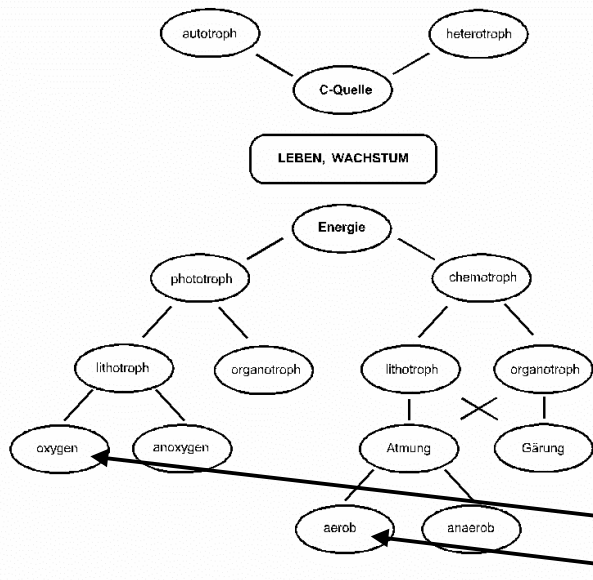 autotroph
heterotroph
C-Quelle
LEBEN, WACHSTUM
Energie
phototroph
chemotroph
lithotroph
organotroph
lithotroph
organotroph
oxygen
anoxygen
Atmung
Gärung
aerob
anaerob